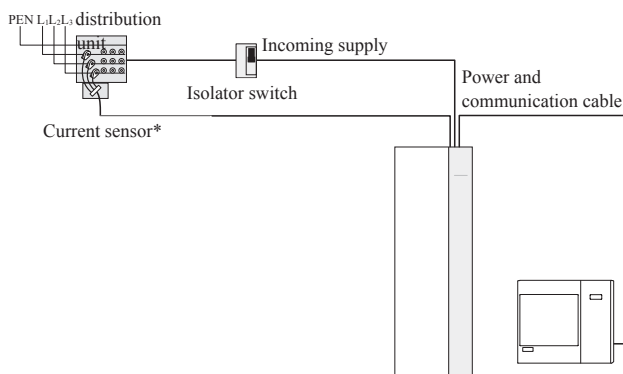 PEN L₁L₂L₃ distribution
unit
Incoming supply
Isolator switch
Power and
communication cable
Current sensor*